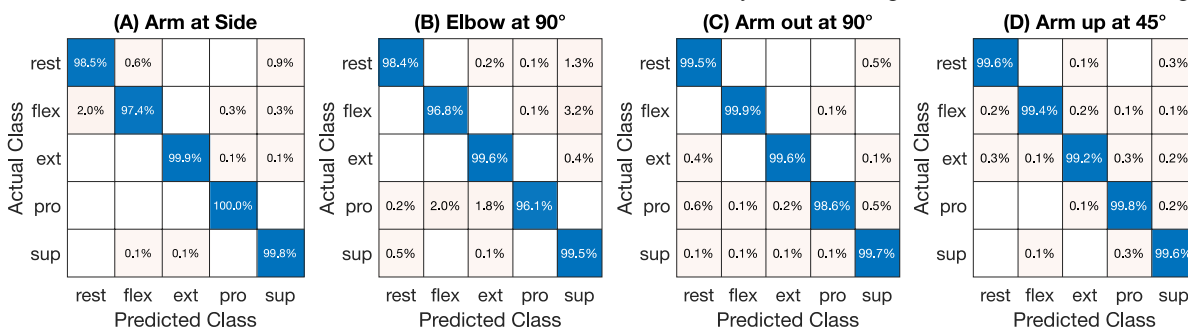 (A) Arm at Side (B) Elbow at 90° (C) Arm out at 90° (D) Arm up at 45°
rest 98.5% 0.6% 0.9% rest 98.4% 0.2% 0.1% 1.3% rest 99.5% 0.5% rest 99.6% 0.1% 0.3%
flex 2.0% 97.4% 0.3% 0.3% flex 96.8% 0.1% 3.2% flex 99.9% 0.1% flex 0.2% 99.4% 0.2% 0.1% 0.1%
ext 99.9% 0.1% 0.1% ext 99.6% 0.4% ext 0.4% 99.6% 0.1% ext 0.3% 0.1% 99.2% 0.3% 0.2%
pro 100.0% pro 0.2% 2.0% 1.8% 96.1% pro 0.6% 0.1% 0.2% 98.6% 0.5% pro 0.1% 99.8% 0.2%
sup 0.1% 0.1% 99.8% sup 0.5% 0.1% 99.5% sup 0.1% 0.1% 0.1% 0.1% 99.7% sup 0.1% 0.3% 99.6%
rest flex ext pro sup rest flex ext pro sup rest flex ext pro sup rest flex ext pro sup
Predicted Class Predicted Class Predicted Class Predicted Class
Actual Class Actual Class Actual Class Actual Class